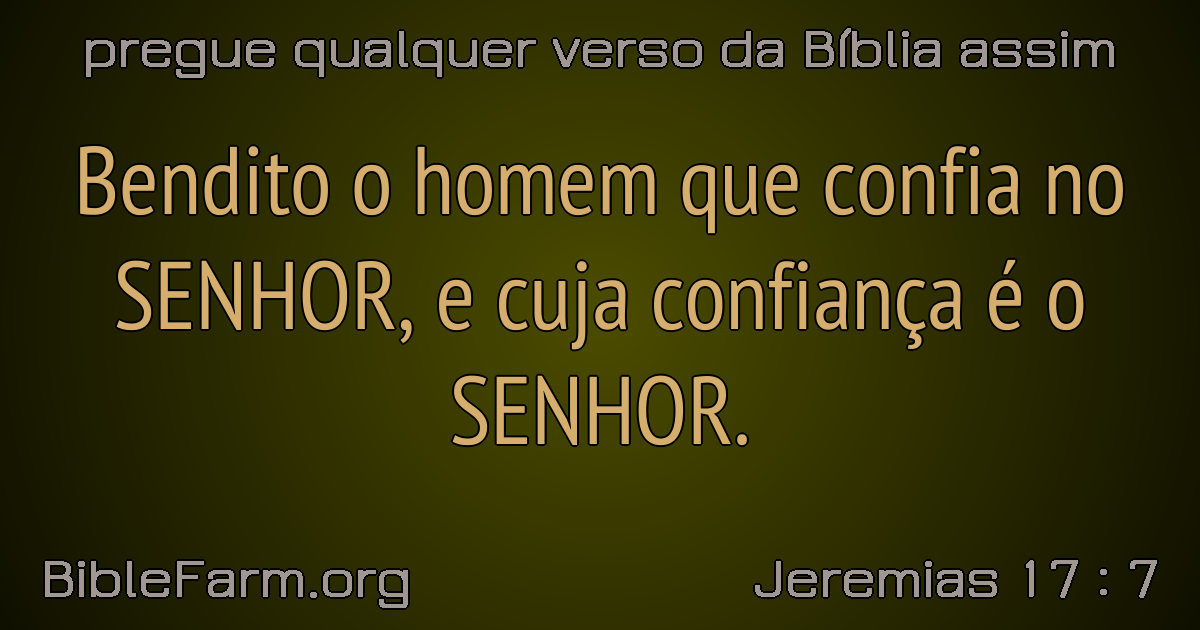 pregue qualquer verso da Bíblia assim
Bendito o homem que confia no
SENHOR, e cuja confiança é o
SENHOR.
BibleFarm.org
Jeremias 17 : 7